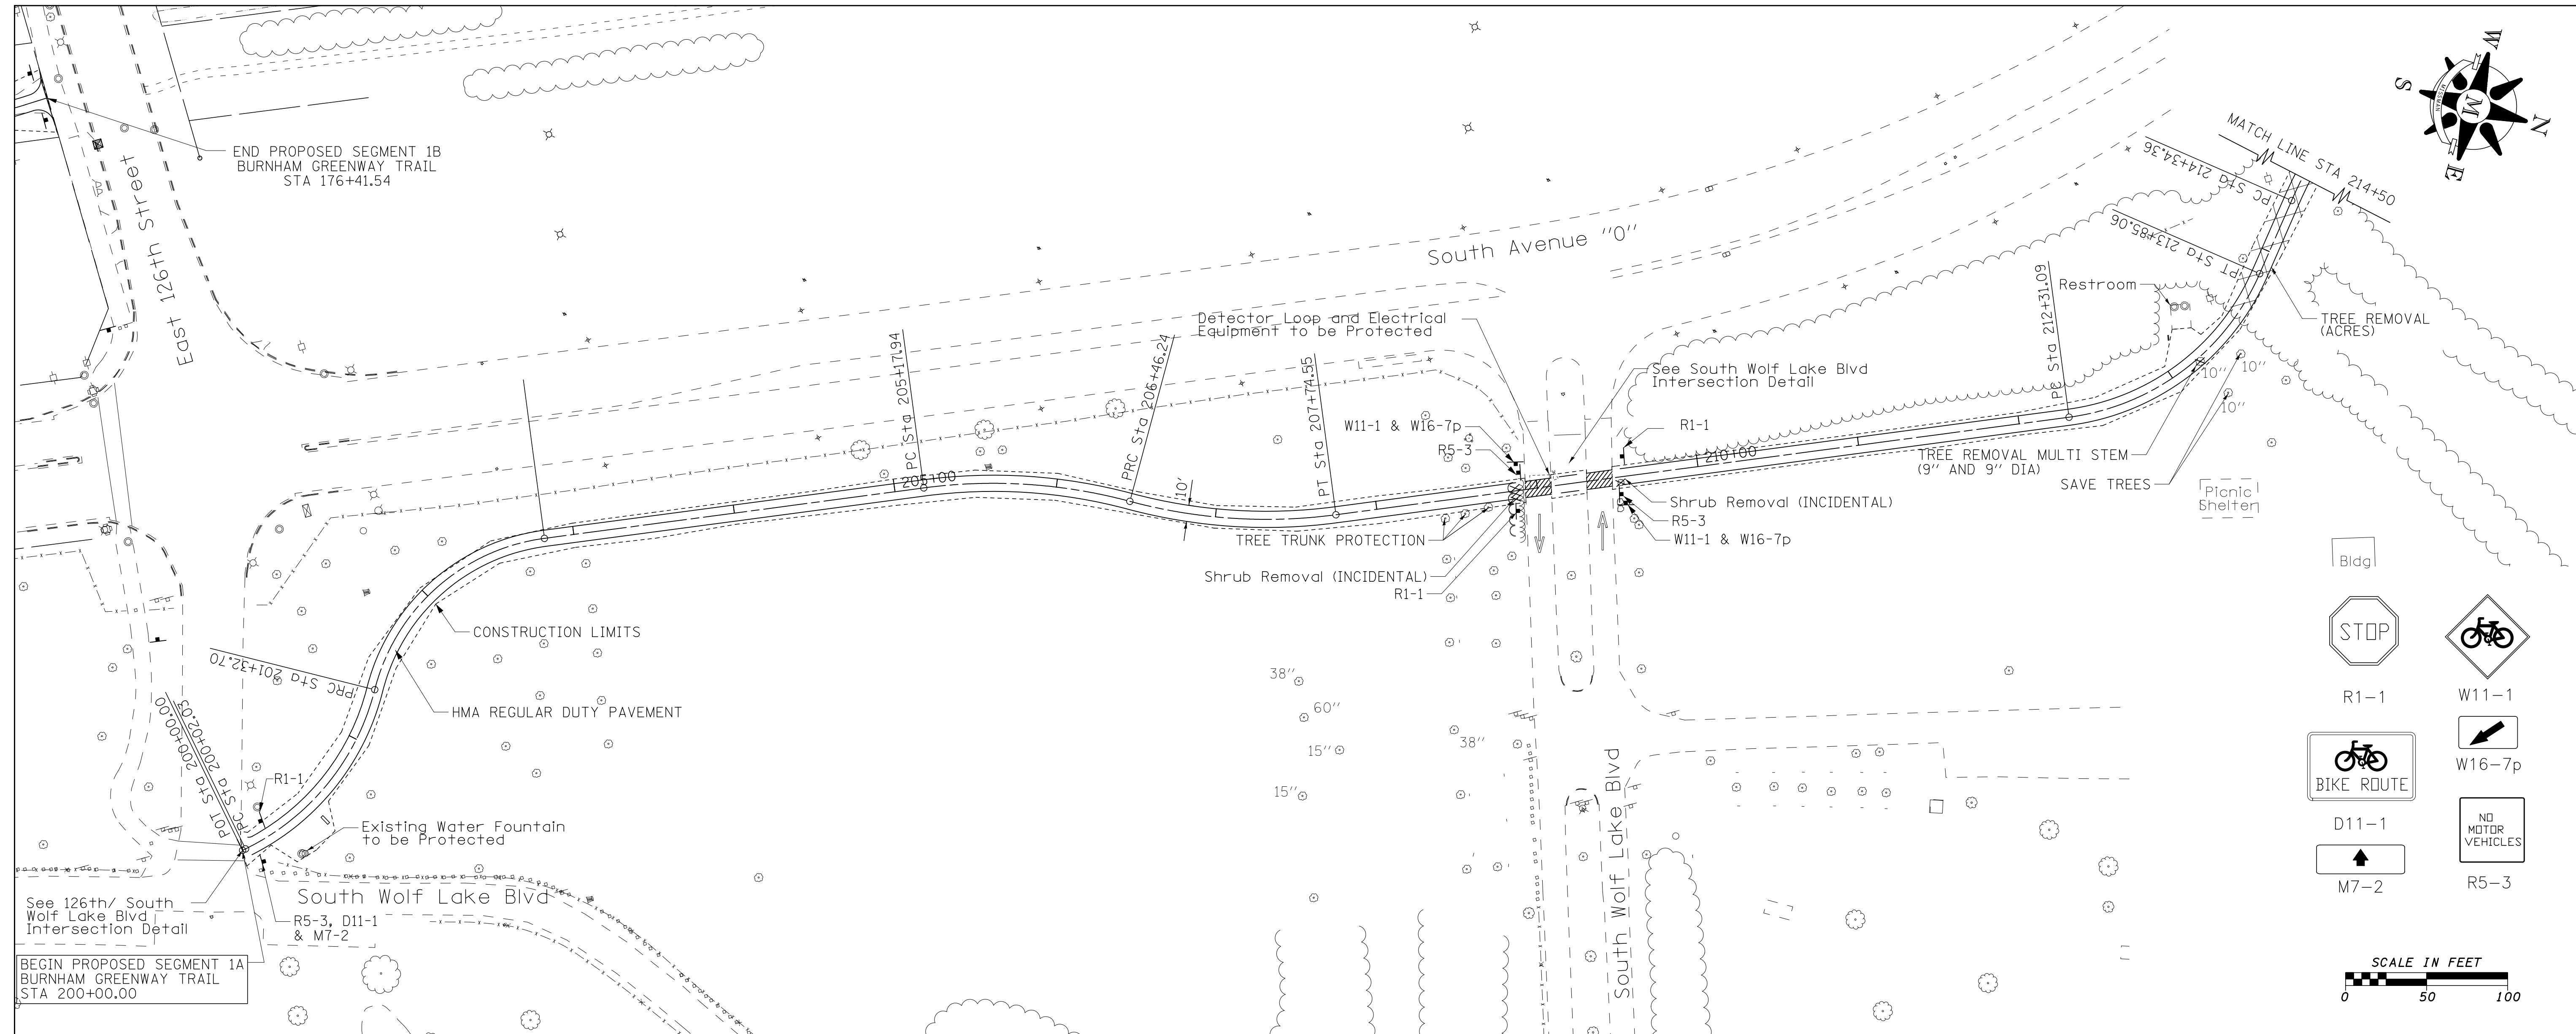 END PROPOSED SEGMENT 1B
BURNHAM GREENWAY TRAIL
STA 176+41.54
East 126th Street
W
S
N
E
M
MATCH LINE STA 214+50
PC Sta 214+34.36
PT Sta 213+85.06
South Avenue "O"
Restroom
TREE REMOVAL
(ACRES)
Detector Loop and Electrical
Equipment to be Protected
See South Wolf Lake Blvd
Intersection Detail
PC Sta 205+17.94
PRC Sta 206+46.24
PT Sta 207+74.55
PC Sta 212+31.09
W11-1 & W16-7p
R5-3
R1-1
10"
10"
10"
205+00
210+00
10'
TREE REMOVAL MULTI STEM
(9" AND 9" DIA)
SAVE TREES
Picnic
Shelter
Shrub Removal (INCIDENTAL)
R5-3
W11-1 & W16-7p
TREE TRUNK PROTECTION
Shrub Removal (INCIDENTAL)
R1-1
Bldg
CONSTRUCTION LIMITS
HMA REGULAR DUTY PAVEMENT
PRC Sta 201+32.70
POT Sta 200+00.00
PC Sta 200+02.03
R1-1
Existing Water Fountain
to be Protected
38"
60"
15"
38"
15"
South Wolf Lake Blvd
South Wolf Lake Blvd
See 126th/ South
Wolf Lake Blvd
Intersection Detail
R5-3, D11-1
& M7-2
BEGIN PROPOSED SEGMENT 1A
BURNHAM GREENWAY TRAIL
STA 200+00.00
STOP
R1-1
W11-1
BIKE ROUTE
D11-1
W16-7p
NO
MOTOR
VEHICLES
R5-3
M7-2
SCALE IN FEET
0 50 100